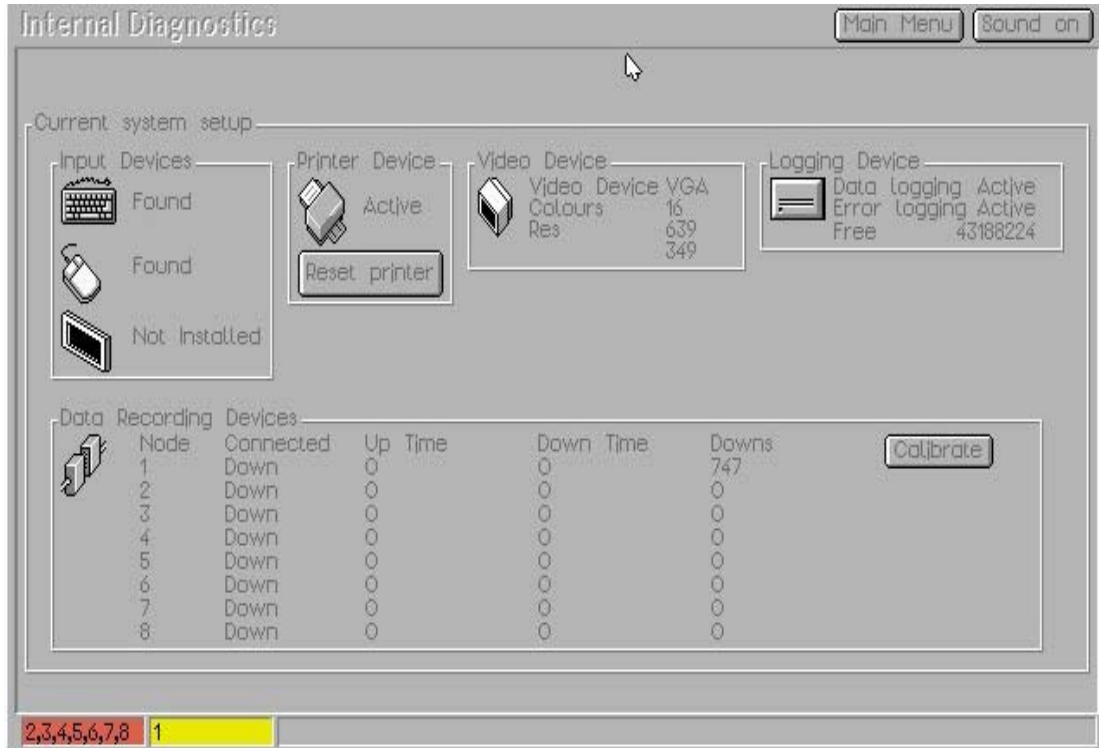 Internal Diagnostics
Main Menu
Sound on
Current system setup
Input Devices
Found
Found
Not Installed
Printer Device
Active
Reset printer
Video Device
Video Device VGA
Colours 16
Res 639
349
Logging Device
Data logging Active
Error logging Active
Free 43188224
Data Recording Devices
Node Connected Up Time Down Time Downs
1 Down 0 0 747
2 Down 0 0 0
3 Down 0 0 0
4 Down 0 0 0
5 Down 0 0 0
6 Down 0 0 0
7 Down 0 0 0
8 Down 0 0 0
Calibrate
2,3,4,5,6,7,8
1